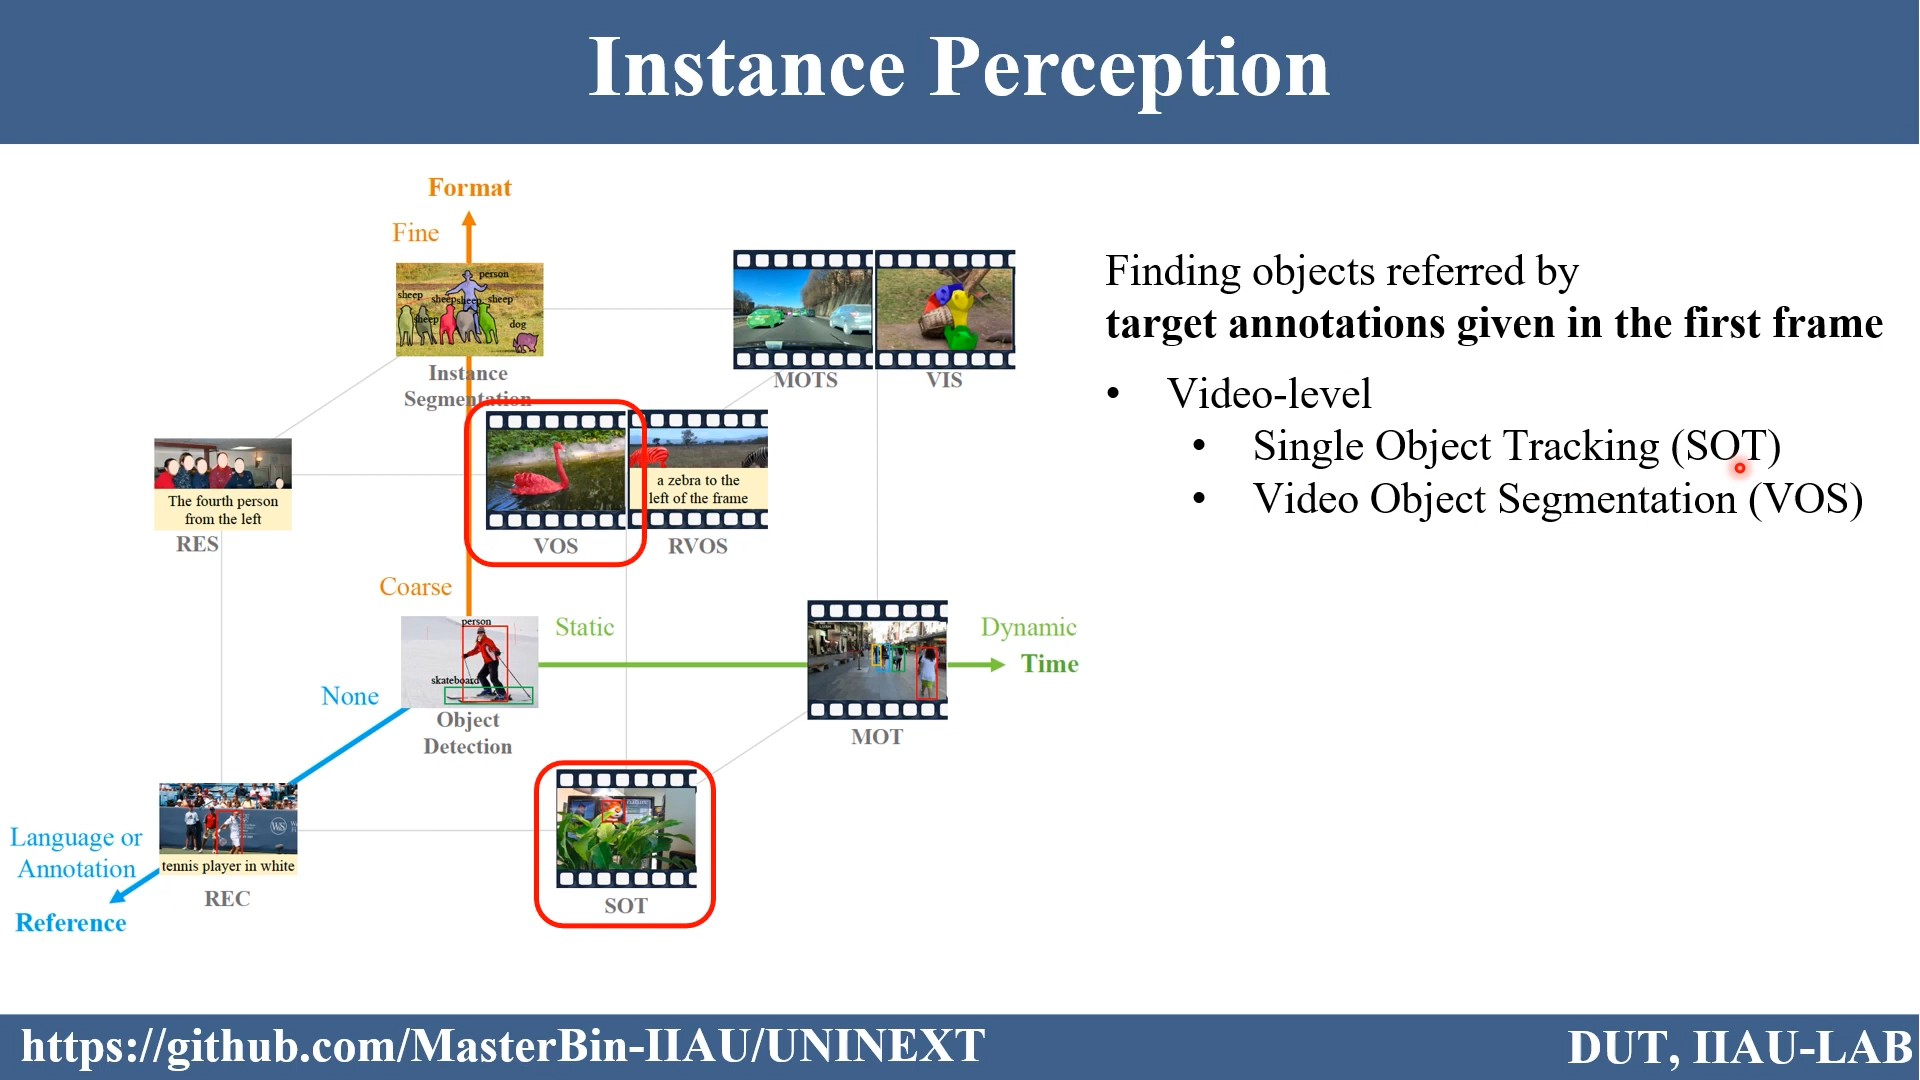 Instance Perception
Format
Fine
person
sheep
sheep
sheep
sheep
sheep
dog
Instance
Segmentation
MOTS
VIS
The fourth person
from the left
RES
VOS
a zebra to the
left of the frame
RVOS
Coarse
person
skateboard
Object
Detection
Static
Dynamic
Time
MOT
None
Language or
Annotation
Reference
tennis player in white
REC
SOT
Finding objects referred by
target annotations given in the first frame
• Video-level
• Single Object Tracking (SOT)
• Video Object Segmentation (VOS)
https://github.com/MasterBin-IIAU/UNINEXT
DUT, IIAU-LAB